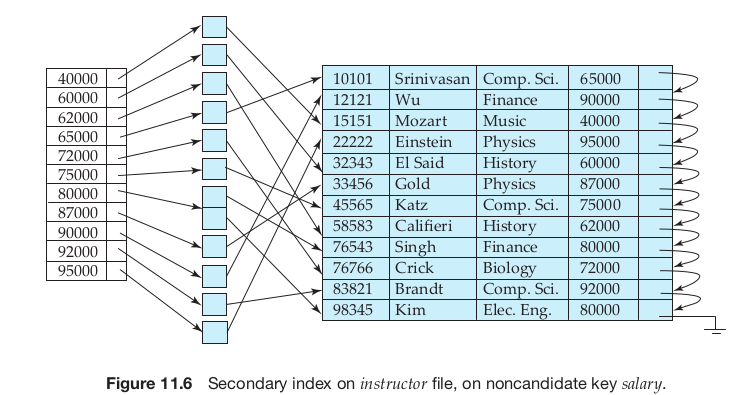 40000
60000
62000
65000
72000
75000
80000
87000
90000
92000
95000
10101 Srinivasan Comp. Sci. 65000
12121 Wu Finance 90000
15151 Mozart Music 40000
22222 Einstein Physics 95000
32343 El Said History 60000
33456 Gold Physics 87000
45565 Katz Comp. Sci. 75000
58583 Califieri History 62000
76543 Singh Finance 80000
76766 Crick Biology 72000
83821 Brandt Comp. Sci. 92000
98345 Kim Elec. Eng. 80000
Figure 11.6 Secondary index on instructor file, on noncandidate key salary.